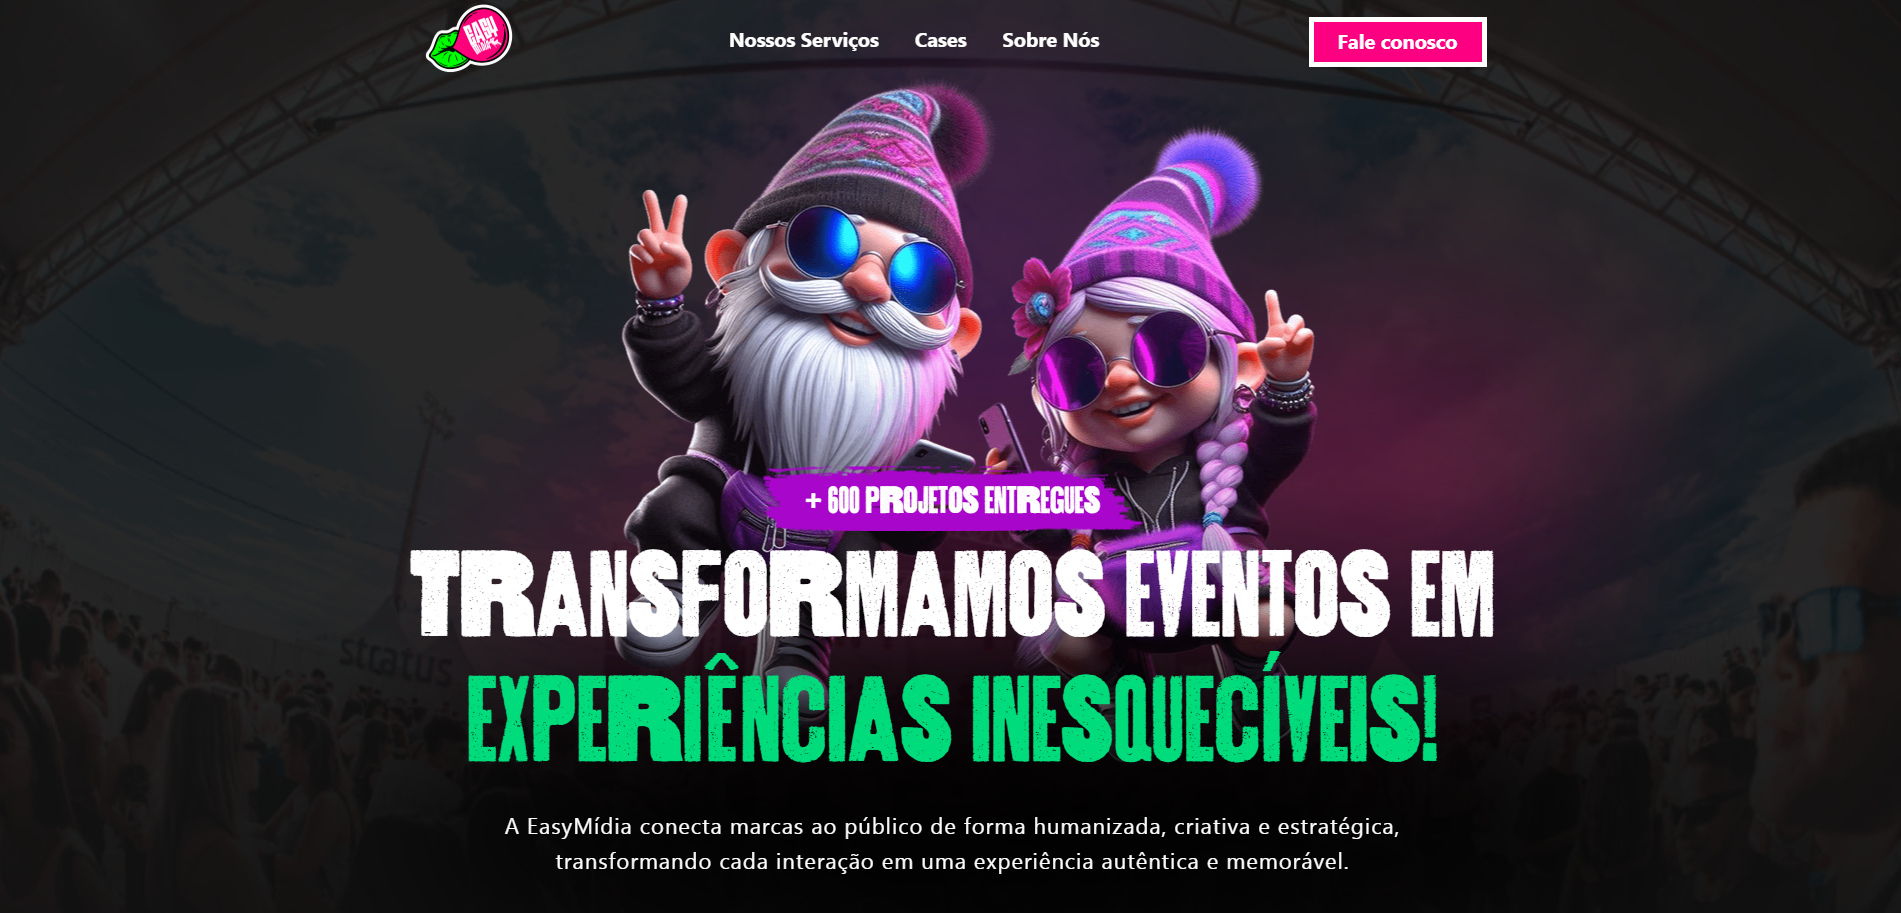 EASY
MÍDIA
Nossos Serviços
Cases
Sobre Nós
Fale conosco
+ 600 PROJETOS ENTREGUES
TRANSFORMAMOS EVENTOS EM
EXPERIÊNCIAS INESQUECÍVEIS!
stratus
A EasyMídia conecta marcas ao público de forma humanizada, criativa e estratégica,
transformando cada interação em uma experiência autêntica e memorável.